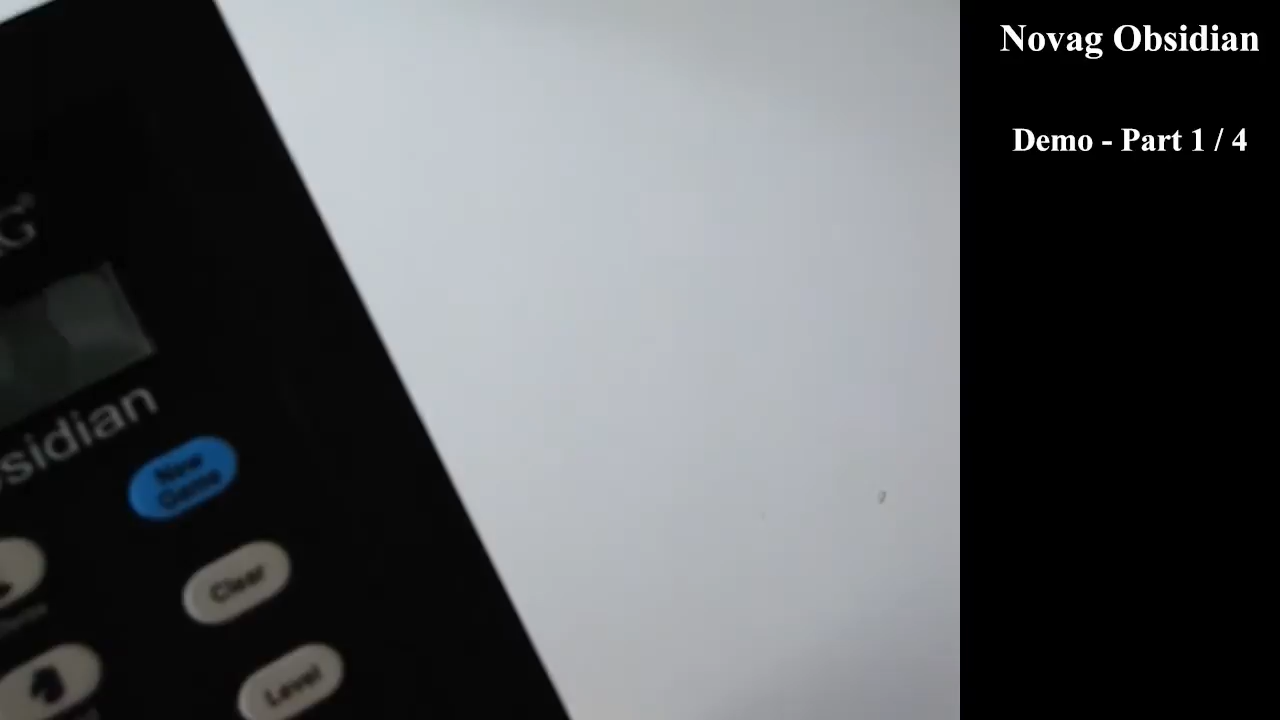 Novag Obsidian
Demo - Part 1 / 4
G
sidian
New
Game
Clear
Level